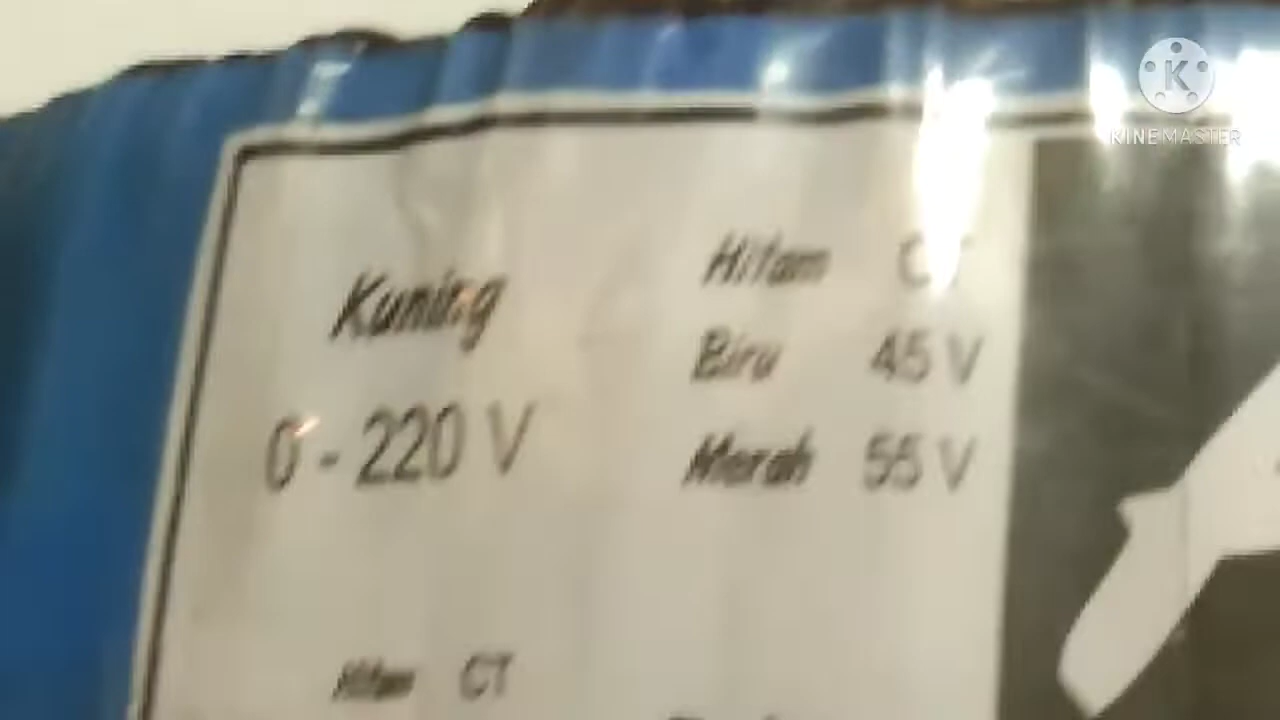 KINEMASTER
Kuning
0 - 220 V
Hitam CT
Biru 45 V
Merah 55 V
Hitam CT